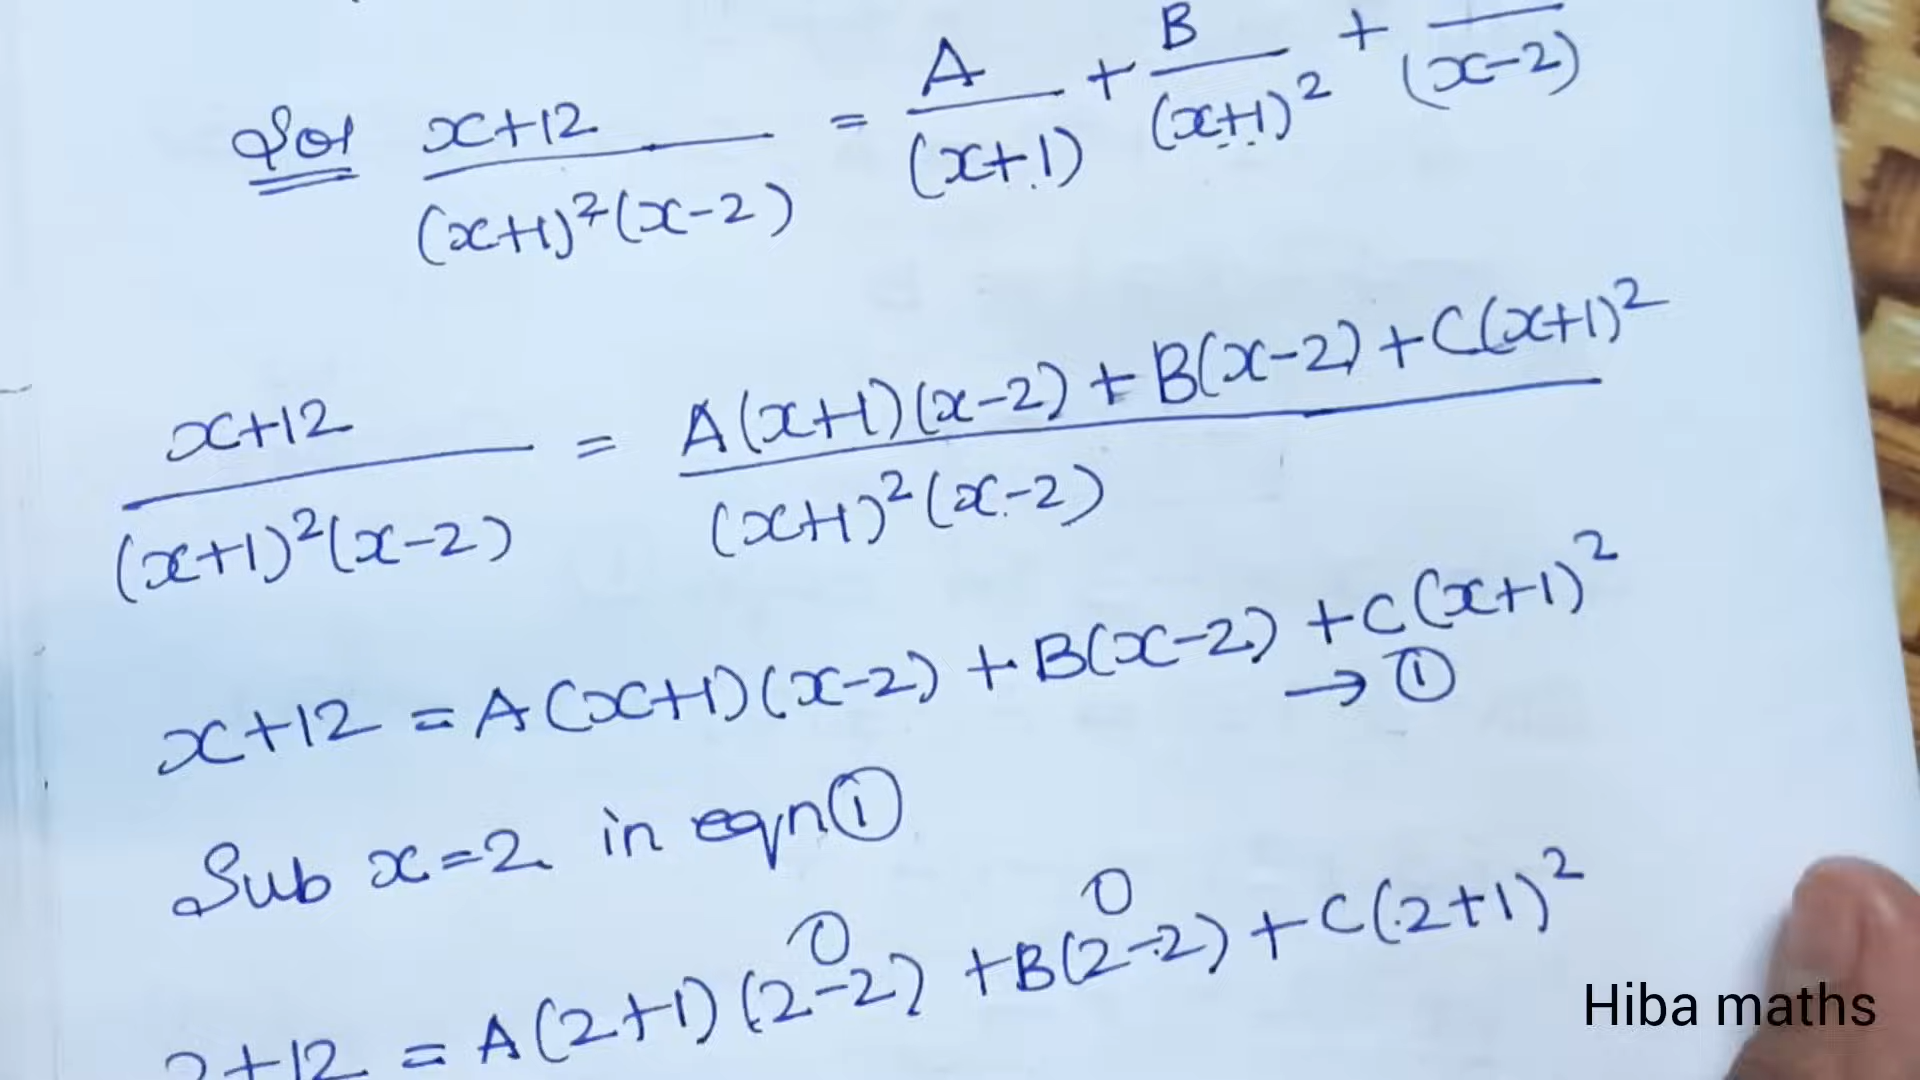 Sol x+12/(x+1)²(x-2) = A/(x+1) + B/(x+1)² + /(x-2)
x+12/(x+1)²(x-2) = A(x+1)(x-2) + B(x-2) + C(x+1)²/(x+1)²(x-2)
x+12 = A(x+1)(x-2) + B(x-2) + C(x+1)²
→ ①
Sub x=2 in eqn①
0 0
2+12 = A(2+1)(2-2) + B(2-2) + C(2+1)²
Hiba maths